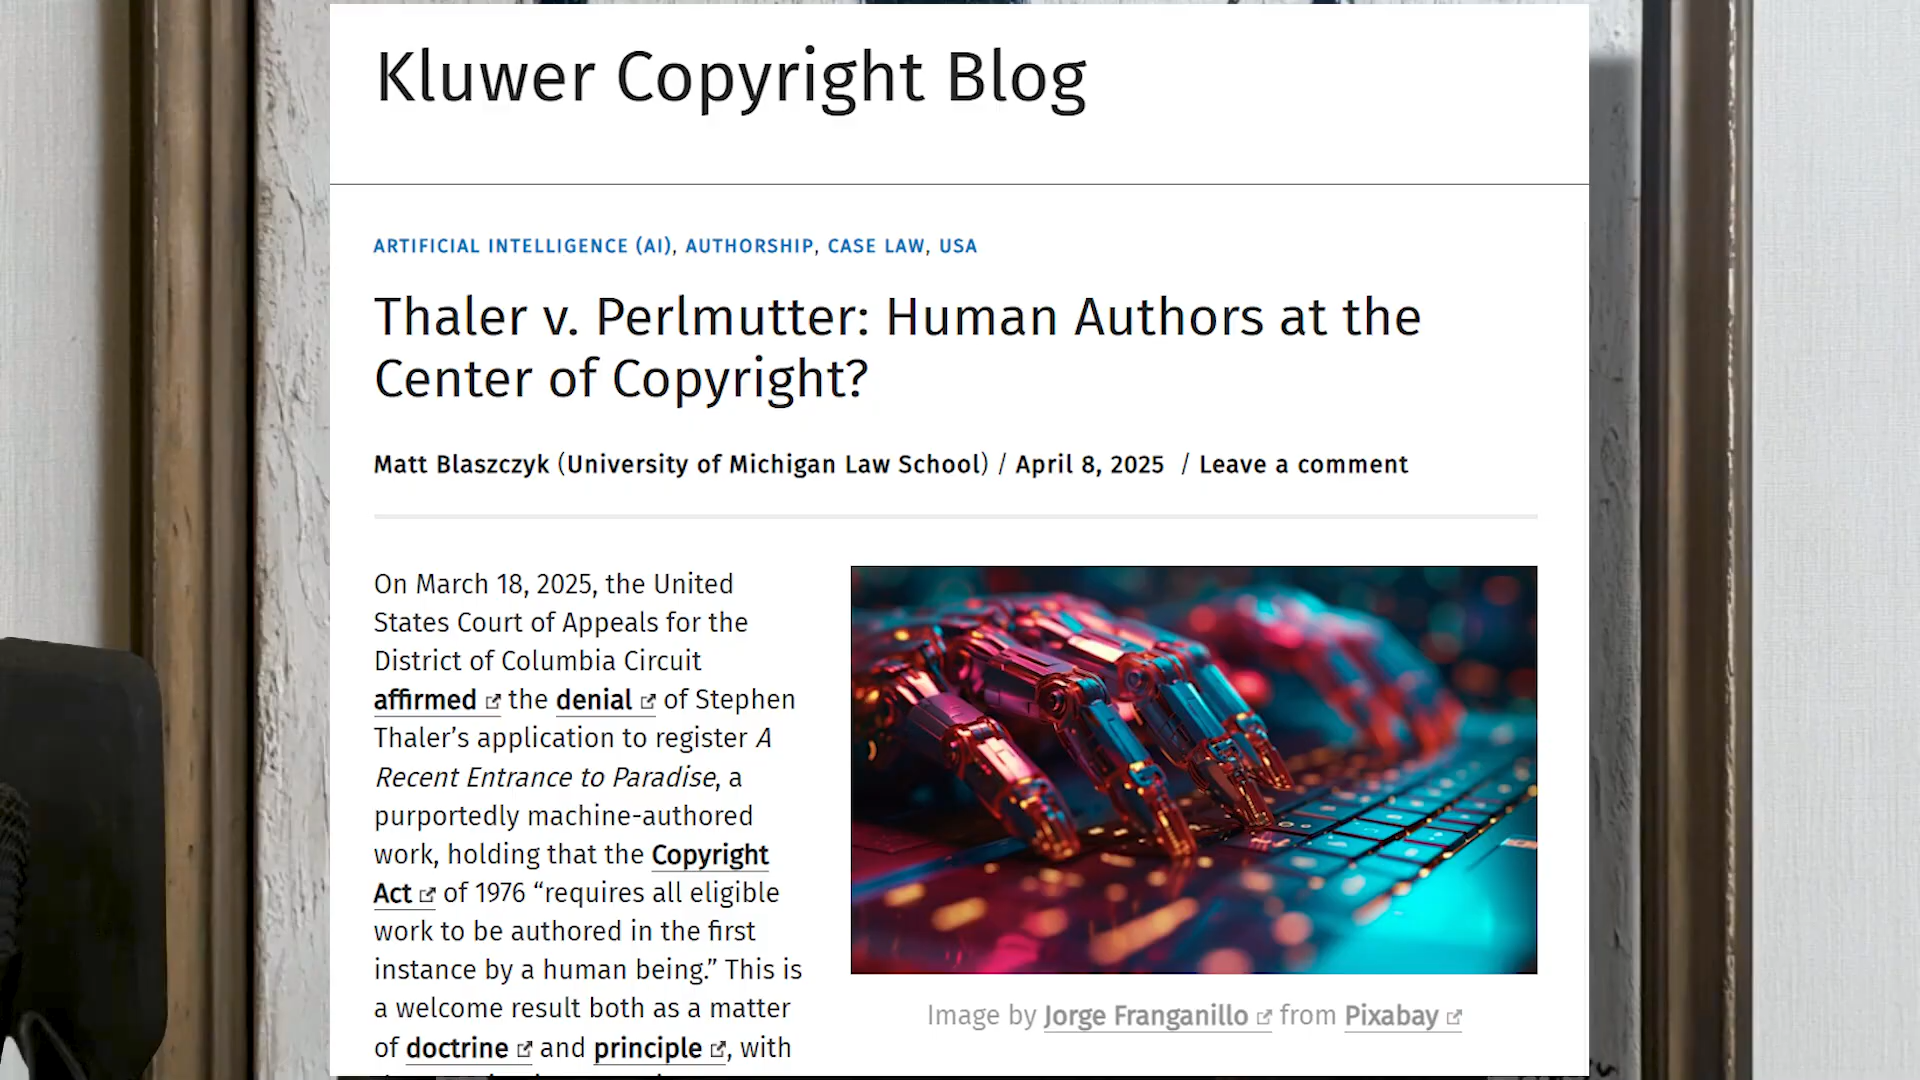 Kluwer Copyright Blog
ARTIFICIAL INTELLIGENCE (AI), AUTHORSHIP, CASE LAW, USA
Thaler v. Perlmutter: Human Authors at the
Center of Copyright?
Matt Blaszczyk (University of Michigan Law School) / April 8, 2025 / Leave a comment
On March 18, 2025, the United
States Court of Appeals for the
District of Columbia Circuit
affirmed the denial of Stephen
Thaler’s application to register A
Recent Entrance to Paradise, a
purportedly machine-authored
work, holding that the Copyright
Act of 1976 “requires all eligible
work to be authored in the first
instance by a human being.” This is
a welcome result both as a matter
of doctrine and principle, with
Image by Jorge Franganillo from Pixabay